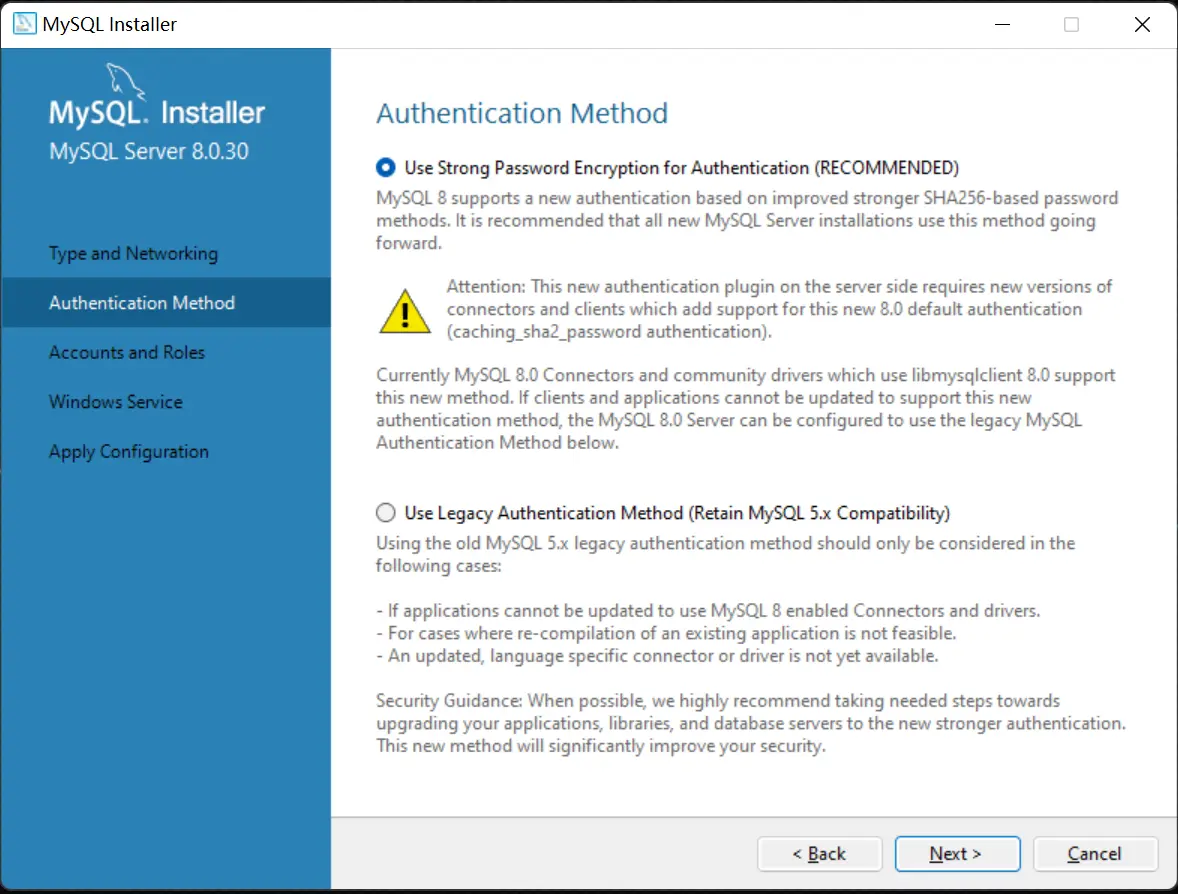 MySQL Installer
MySQL. Installer
MySQL Server 8.0.30
Type and Networking
Authentication Method
Accounts and Roles
Windows Service
Apply Configuration
Authentication Method
Use Strong Password Encryption for Authentication (RECOMMENDED)
MySQL 8 supports a new authentication based on improved stronger SHA256-based password
methods. It is recommended that all new MySQL Server installations use this method going
forward.
Attention: This new authentication plugin on the server side requires new versions of
connectors and clients which add support for this new 8.0 default authentication
(caching_sha2_password authentication).
Currently MySQL 8.0 Connectors and community drivers which use libmysqlclient 8.0 support
this new method. If clients and applications cannot be updated to support this new
authentication method, the MySQL 8.0 Server can be configured to use the legacy MySQL
Authentication Method below.
Use Legacy Authentication Method (Retain MySQL 5.x Compatibility)
Using the old MySQL 5.x legacy authentication method should only be considered in the
following cases:
- If applications cannot be updated to use MySQL 8 enabled Connectors and drivers.
- For cases where re-compilation of an existing application is not feasible.
- An updated, language specific connector or driver is not yet available.
Security Guidance: When possible, we highly recommend taking needed steps towards
upgrading your applications, libraries, and database servers to the new stronger authentication.
This new method will significantly improve your security.
< Back
Next >
Cancel